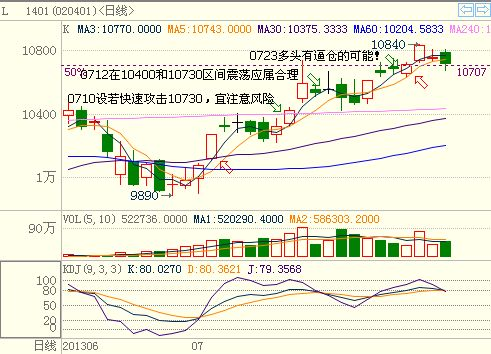 L 1401(020401)<日线>
K MA3:10770.0000 MA5:10743.0000 MA30:10375.3333 MA60:10204.5833 MA240:1
10840
0723多头有逼仓的可能!
10800
50%
10707
0712在10400和10730区间震荡应属合理
0710设若快速攻击10730，宜注意风险
10400
1万
9890
VOL(5,10) 522736.0000 MA1:520290.4000 MA2:586303.2000
90万
KDJ(9,3,3) K:80.0270 D:80.3621 J:79.3568
100
80
50
20
0
日线 201306 07